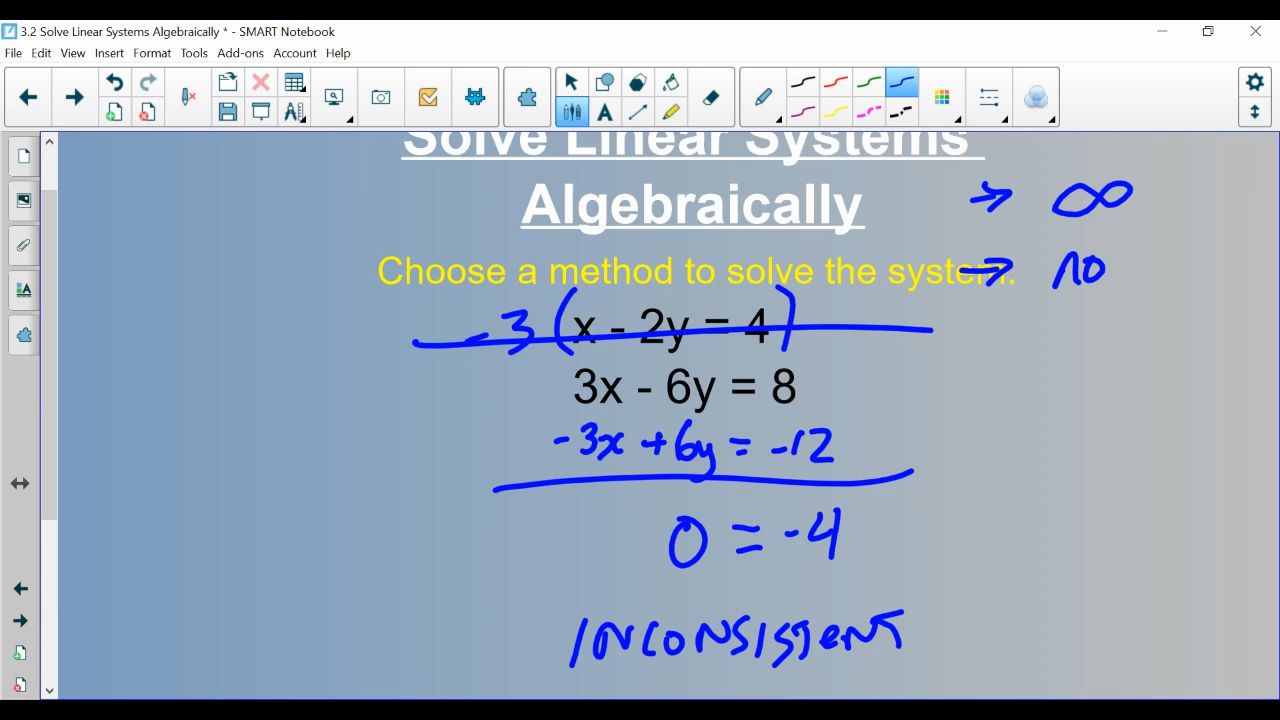 3.2 Solve Linear Systems Algebraically * - SMART Notebook
File Edit View Insert Format Tools Add-ons Account Help
Solve Linear Systems
Algebraically
→ ∞
Choose a method to solve the system.
→ no
-3 (x - 2y = 4)
3x - 6y = 8
-3x + 6y = -12
0 = -4
INCONSISTENT